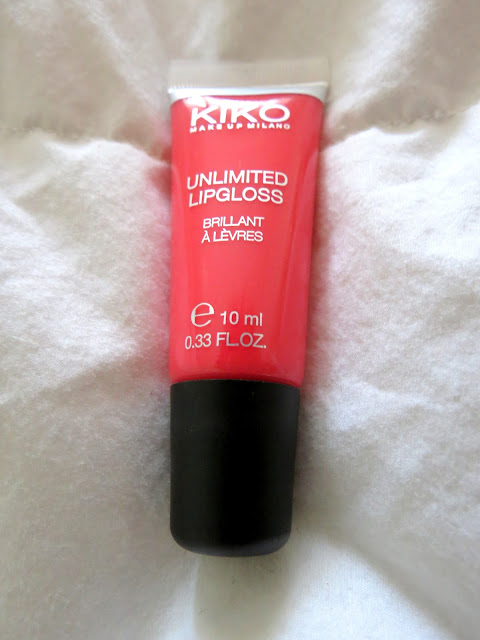 KIKO
MAKE UP MILANO
UNLIMITED
LIPGLOSS
BRILLANT
À LÈVRES
℮ 10 ml
0.33 FL.OZ.